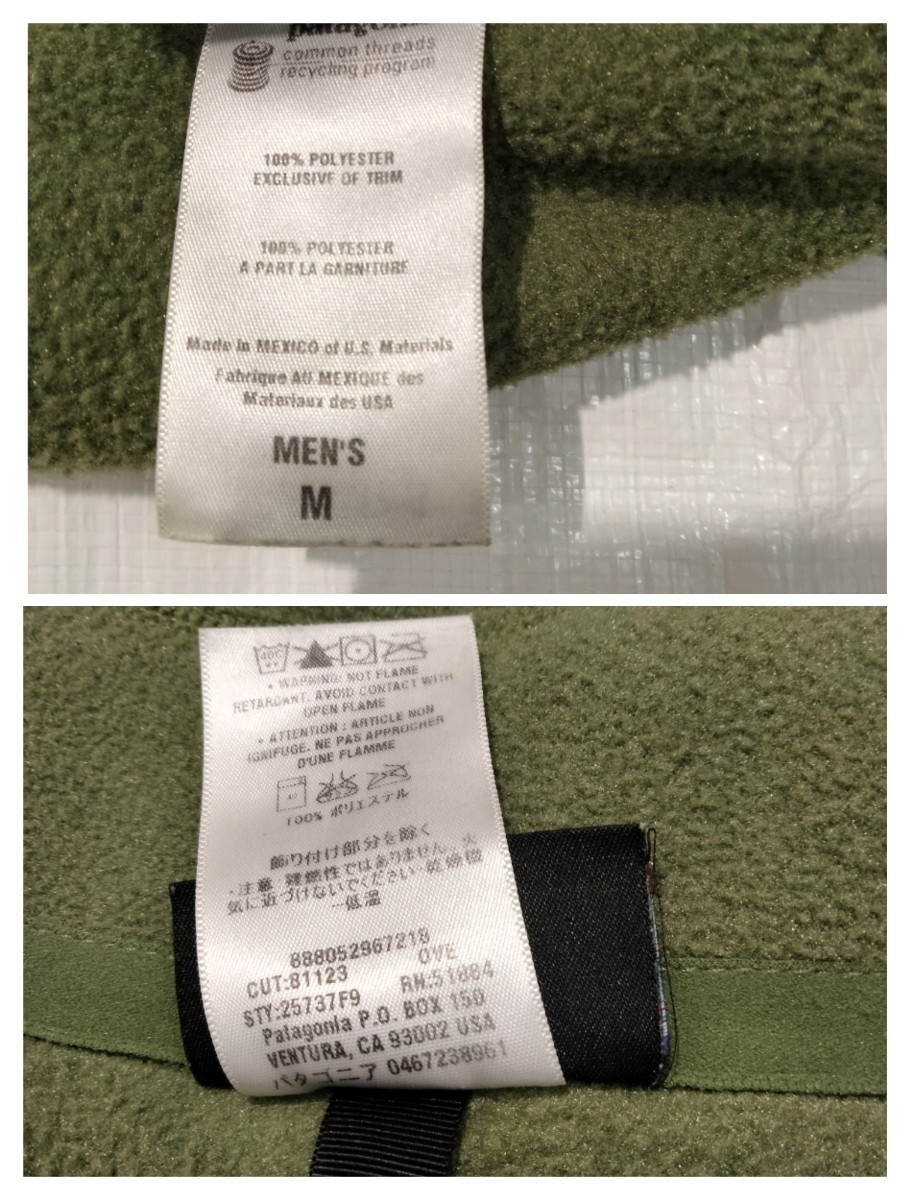 patagonia
common threads
recycling program
100% POLYESTER
EXCLUSIVE OF TRIM
100% POLYESTER
A PART LA GARNITURE
Made in MEXICO of U.S. Materials
Fabrique AU MEXIQUE des
Materiaux des USA
MEN'S
M
40C
• WARNING: NOT FLAME
RETARDANT. AVOID CONTACT WITH
OPEN FLAME
• ATTENTION : ARTICLE NON
IGNIFUGE. NE PAS APPROCHER
D'UNE FLAMME
40
100% ポリエステル
飾り付け部分を除く
・注意 燃性ではありません。火
気に近づけないでください・乾燥機
―低温
888052967218
CUT:81123 OVE
STY:25737F9 RN:51884
Patagonia P.O. BOX 150
VENTURA, CA 93002 USA
パタゴニア 0467238961